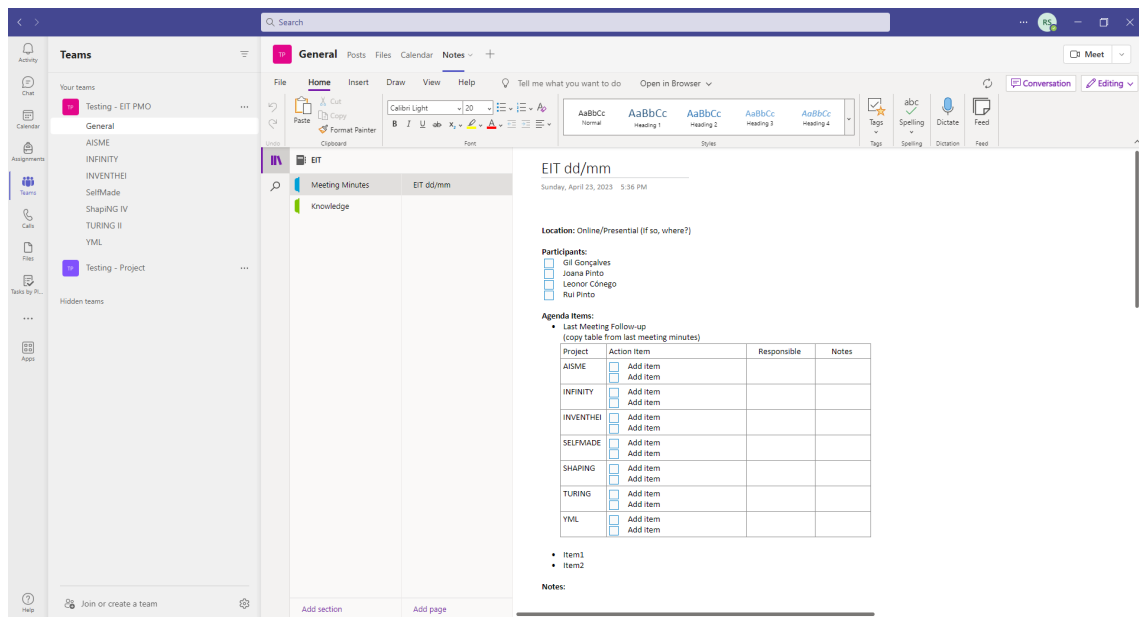 Search
RS
Activity
Chat
Calendar
Assignments
Teams
Calls
Files
Tasks by Pl...
Apps
Help
Teams
Your teams
TP Testing - EIT PMO
General
AISME
INFINITY
INVENTHEI
SelfMade
ShapiNG IV
TURING II
YML
TP Testing - Project
Hidden teams
Join or create a team
TP General Posts Files Calendar Notes
Meet
File Home Insert Draw View Help Tell me what you want to do Open in Browser
Conversation Editing
Undo
Paste Cut
Copy
Format Painter
Clipboard
Calibri Light 20
B I U ab x A
Font
AaBbCc Normal
AaBbCc Heading 1
AaBbCc Heading 2
AaBbCc Heading 3
AaBbCc Heading 4
Styles
Tags
Tags
abc
Spelling
Spelling
Dictate
Dictation
Feed
Feed
EIT
Meeting Minutes
Knowledge
EIT dd/mm
Add section
Add page
EIT dd/mm
Sunday, April 23, 2023 5:36 PM
Location: Online/Presential (If so, where?)
Participants:
Gil Gonçalves
Joana Pinto
Leonor Cónego
Rui Pinto
Agenda Items:
• Last Meeting Follow-up
(copy table from last meeting minutes)
Project Action Item Responsible Notes
AISME Add item
Add item
INFINITY Add item
Add item
INVENTHEI Add item
Add item
SELFMADE Add item
Add item
SHAPING Add item
Add item
TURING Add item
Add item
YML Add item
Add item
• Item1
• Item2
Notes: